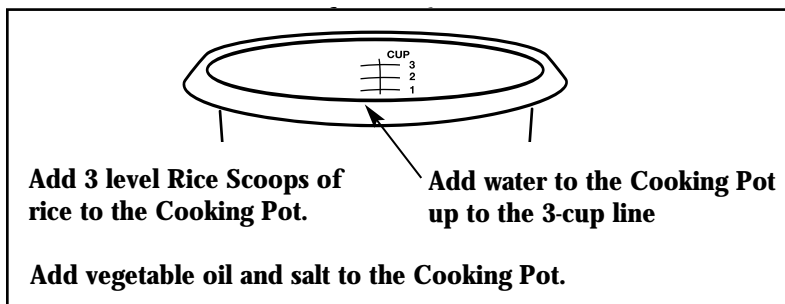 CUP
3
2
1
Add 3 level Rice Scoops of
rice to the Cooking Pot.
Add water to the Cooking Pot
up to the 3-cup line
Add vegetable oil and salt to the Cooking Pot.